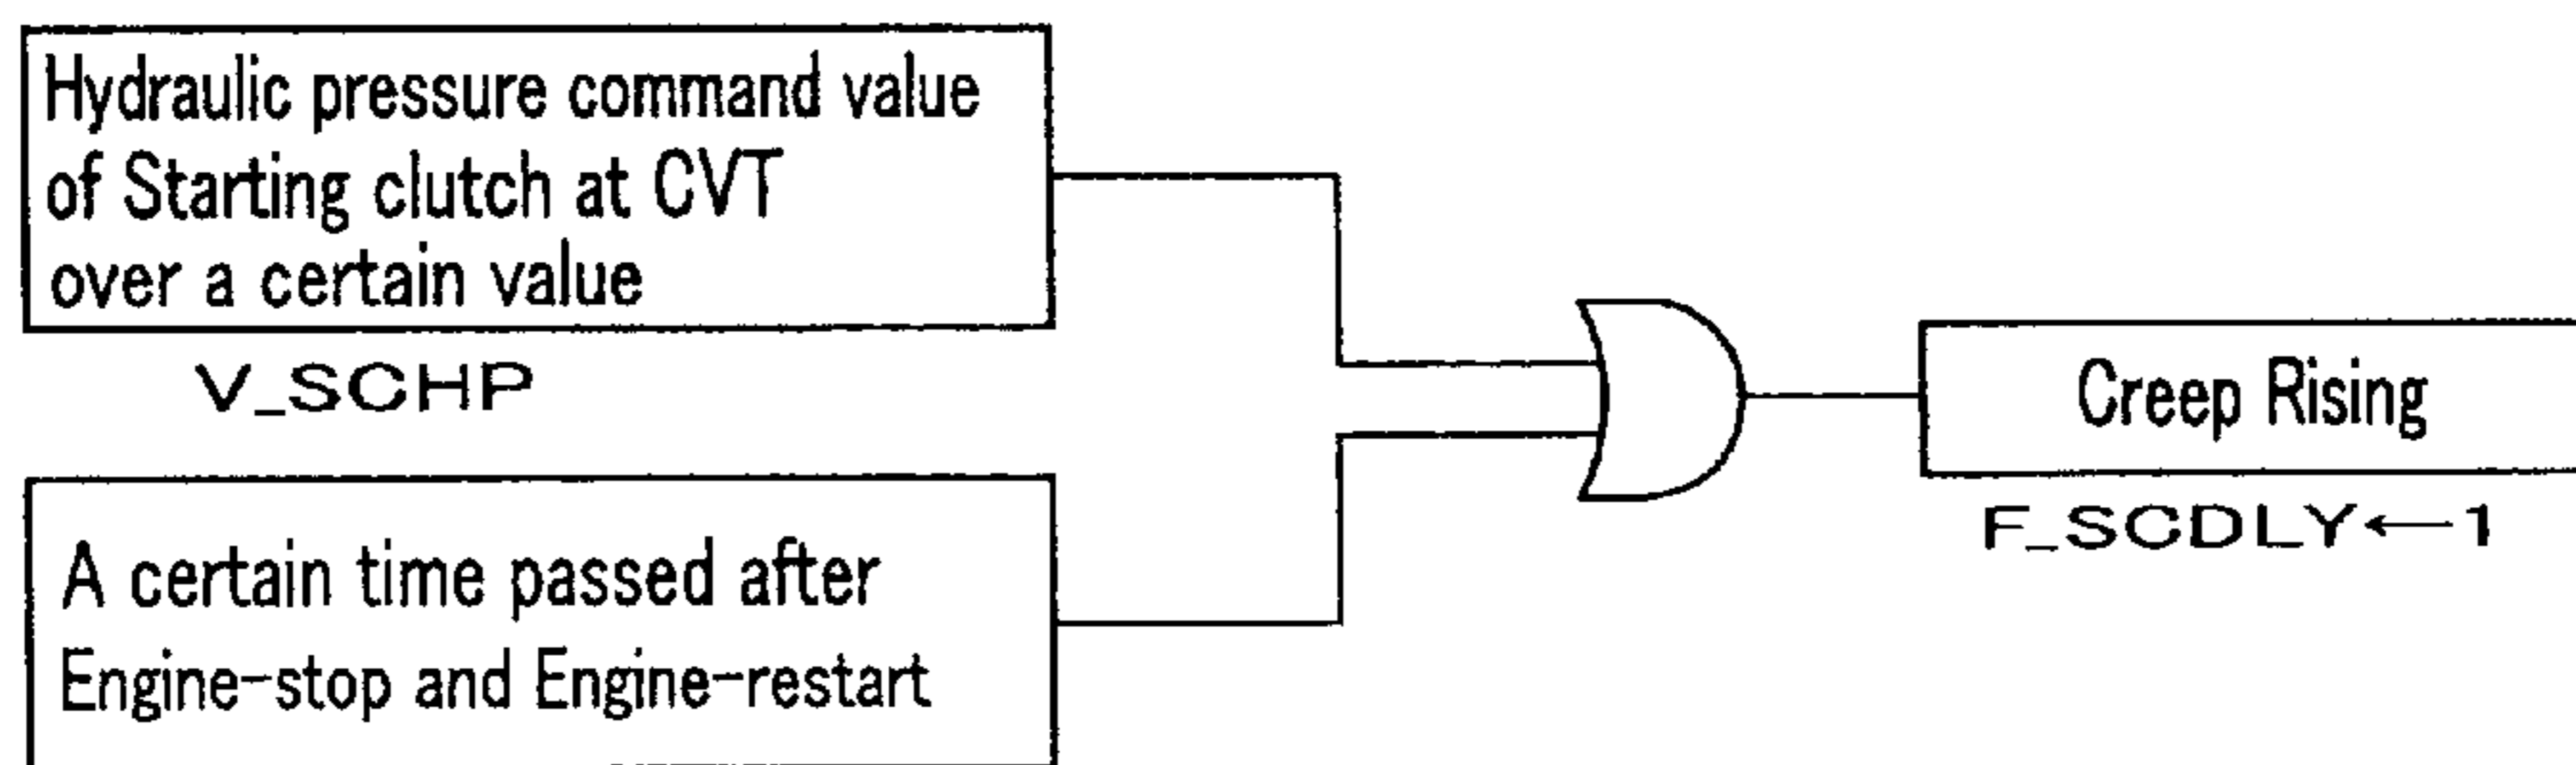 Hydraulic pressure command value
of Starting clutch at CVT
over a certain value
V_SCHP
A certain time passed after
Engine-stop and Engine-restart
Creep Rising
F_SCDLY←1